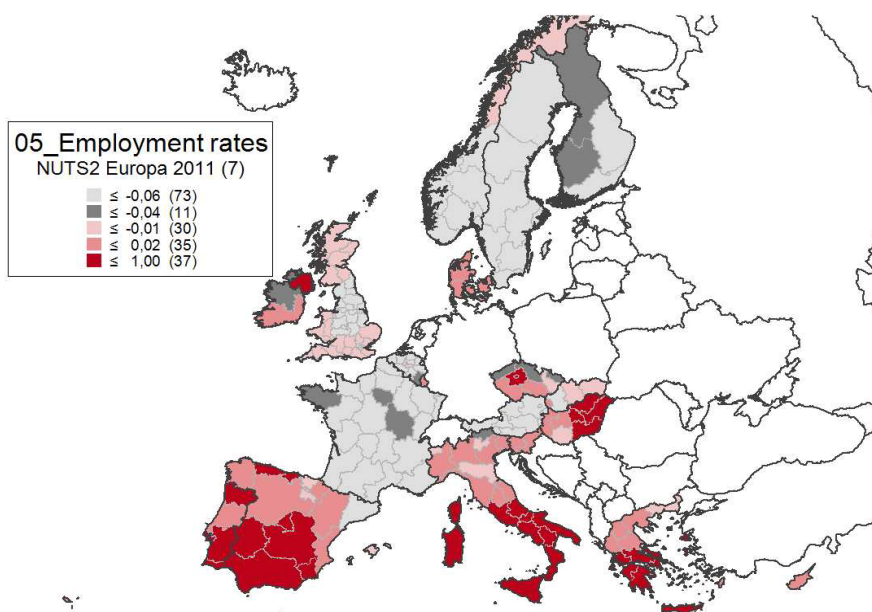 05_Employment rates
NUTS2 Europa 2011 (7)
≤ -0,06 (73)
≤ -0,04 (11)
≤ -0,01 (30)
≤ 0,02 (35)
≤ 1,00 (37)